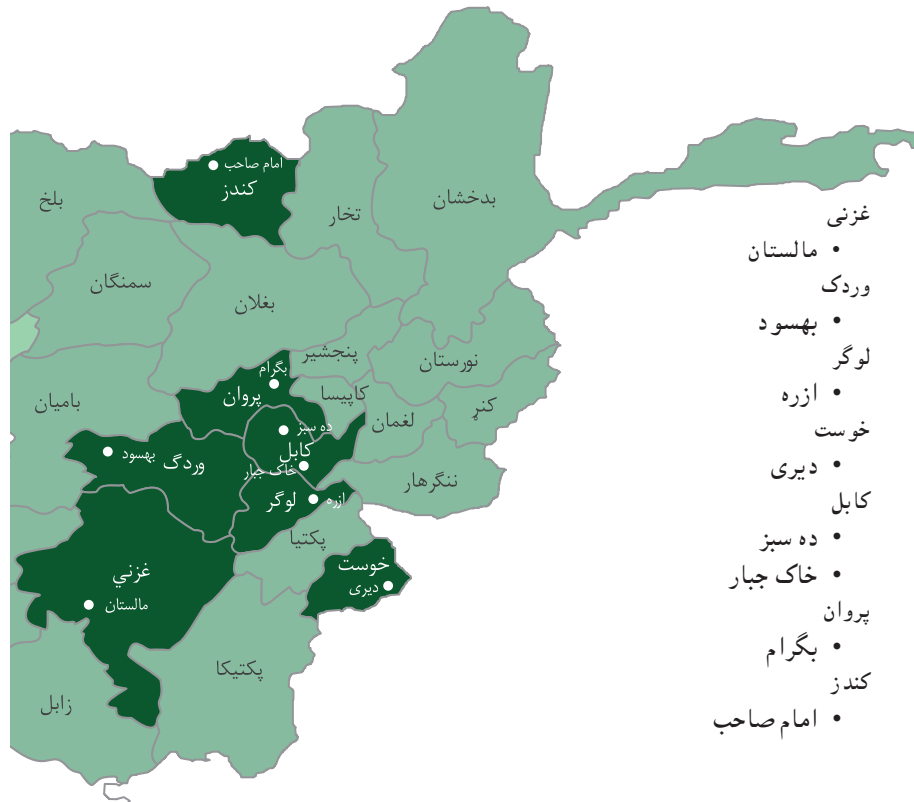 امام صاحب
کندز
بلخ
تخار
بدخشان
سمنگان
بغلان
پنجشیر
نورستان
بگرام
پروان
کاپیسا
کنړ
لغمان
بامیان
ده سبز
کابل
خاک جبار
بهسود
وردگ
ننگرهار
لوگر
ازره
پکتیا
خوست
دیری
غزني
مالستان
پکتیکا
زابل
غزنی
• مالستان
وردک
• بهسود
لوگر
• ازره
خوست
• دیری
کابل
• ده سبز
• خاک جبار
پروان
• بگرام
کندز
• امام صاحب